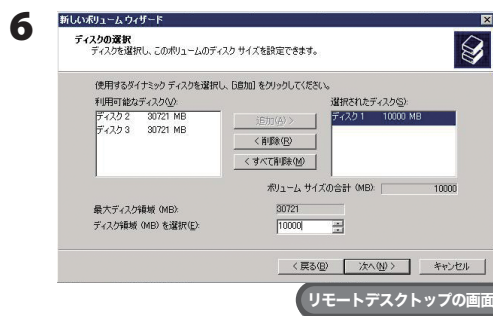 6
新しいボリューム ウィザード
ディスクの選択
ディスクを選択し、このボリュームのディスク サイズを設定できます。
使用するダイナミック ディスクを選択し、[追加] をクリックしてください。
利用可能なディスク(V):
選択されたディスク(S):
ディスク 2 30721 MB
ディスク 3 30721 MB
追加(A) >
< 削除(R)
< すべて削除(M)
ディスク 1 10000 MB
ボリューム サイズの合計 (MB): 10000
最大ディスク領域 (MB): 30721
ディスク領域 (MB) を選択(E): 10000
< 戻る(B)
次へ(N) >
キャンセル
リモートデスクトップの画面